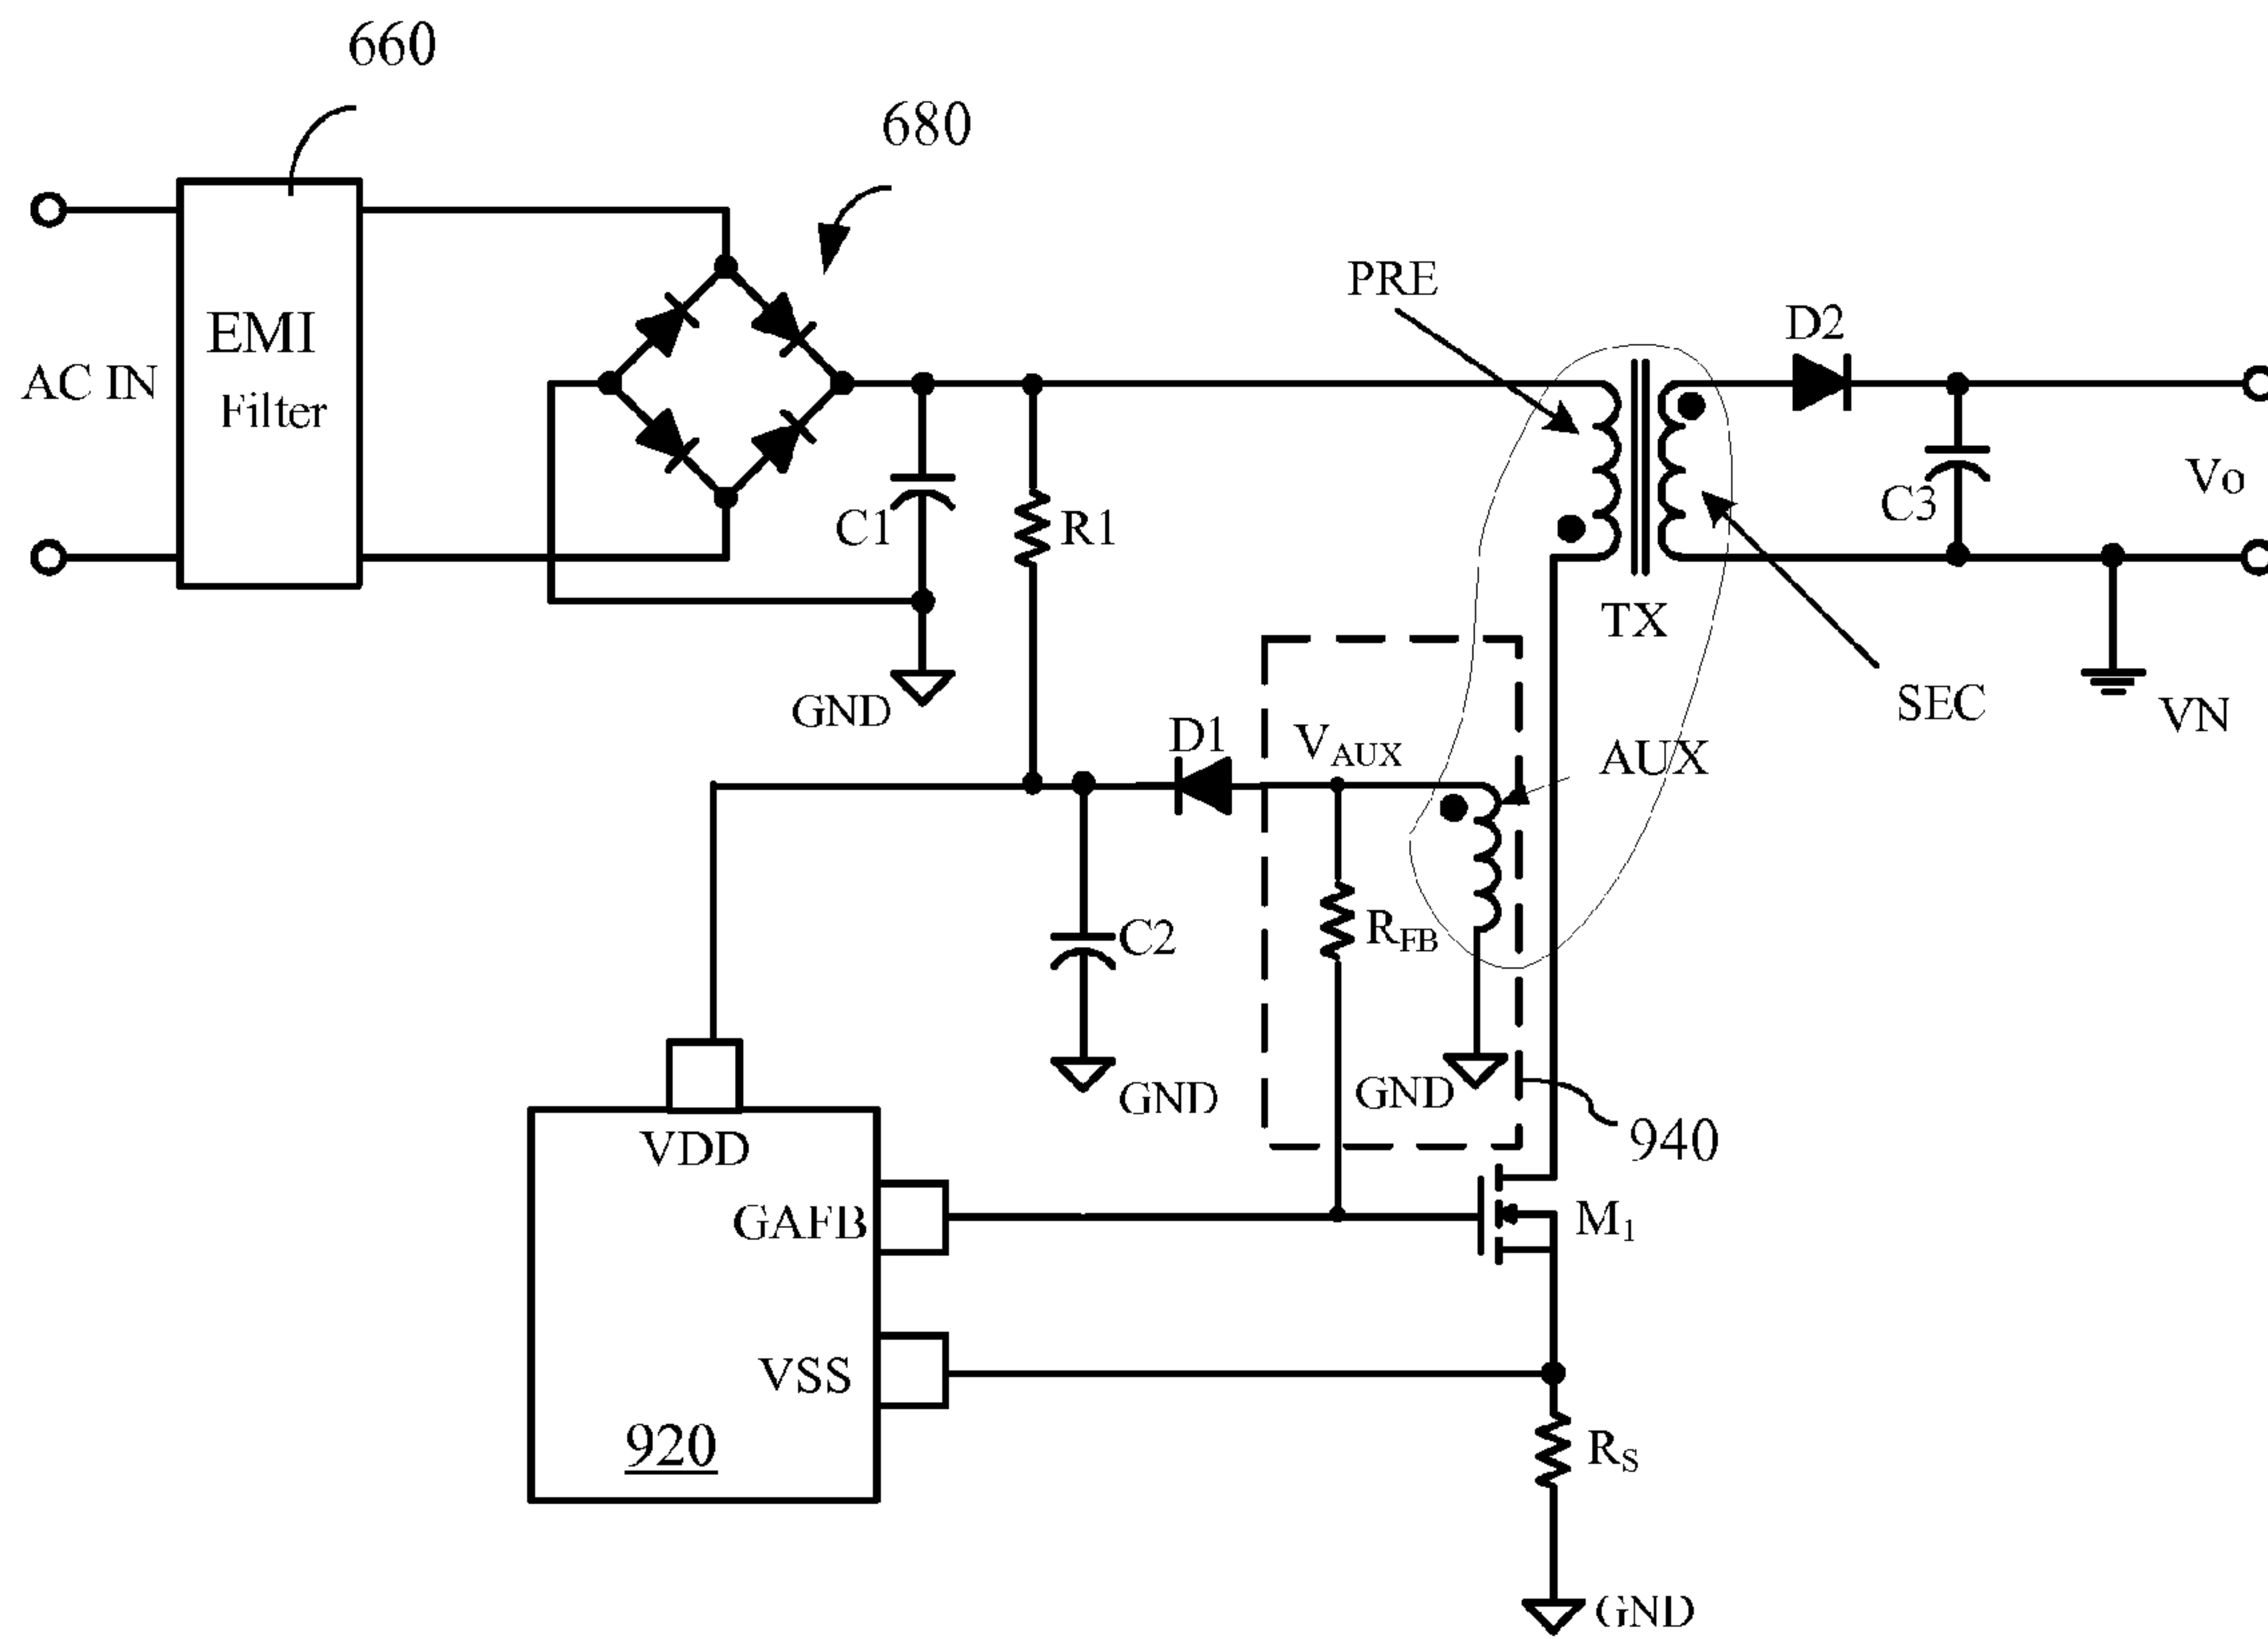 660
680
PRE
D2
EMI
Filter
AC IN
C1
R1
C3
Vo
TX
GND
SEC
VN
D1
VAUX
AUX
C2
RFB
GND
GND
940
VDD
GAFB
M1
VSS
920
RS
GND